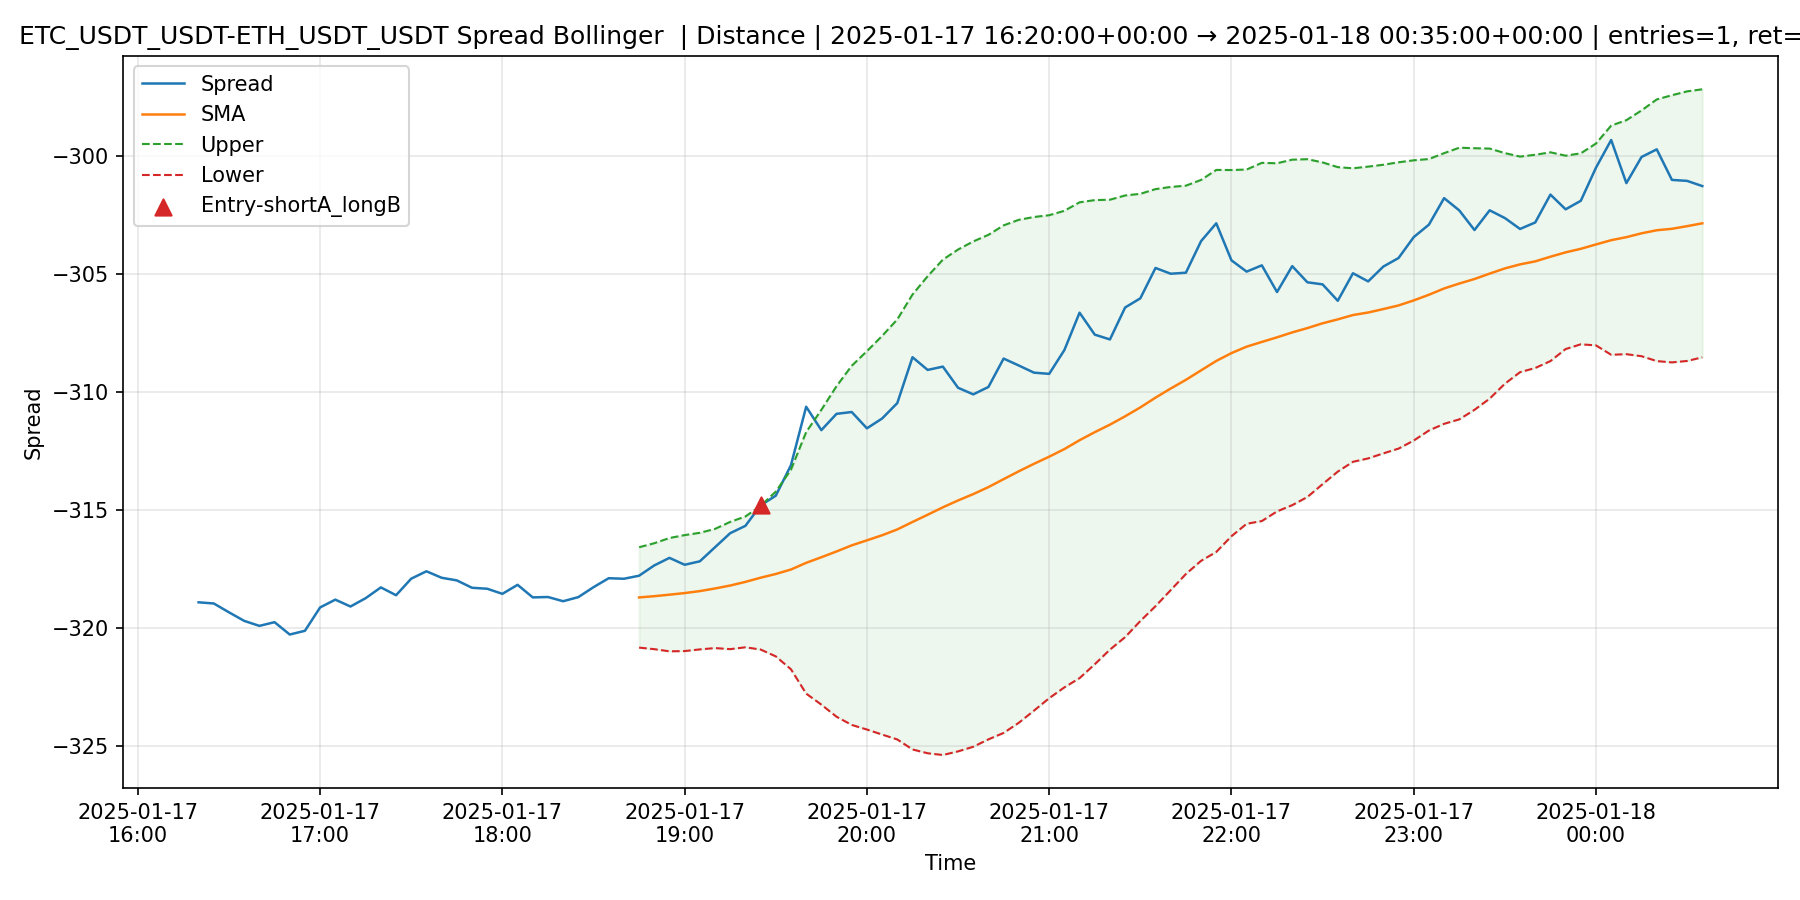 ETC_USDT_USDT-ETH_USDT_USDT Spread Bollinger | Distance | 2025-01-17 16:20:00+00:00 → 2025-01-18 00:35:00+00:00 | entries=1, ret=
Spread
SMA
Upper
Lower
Entry-shortA_longB
Spread
−300
−305
−310
−315
−320
−325
2025-01-17 2025-01-17 2025-01-17 2025-01-17 2025-01-17 2025-01-17 2025-01-17 2025-01-17 2025-01-18
16:00 17:00 18:00 19:00 20:00 21:00 22:00 23:00 00:00
Time